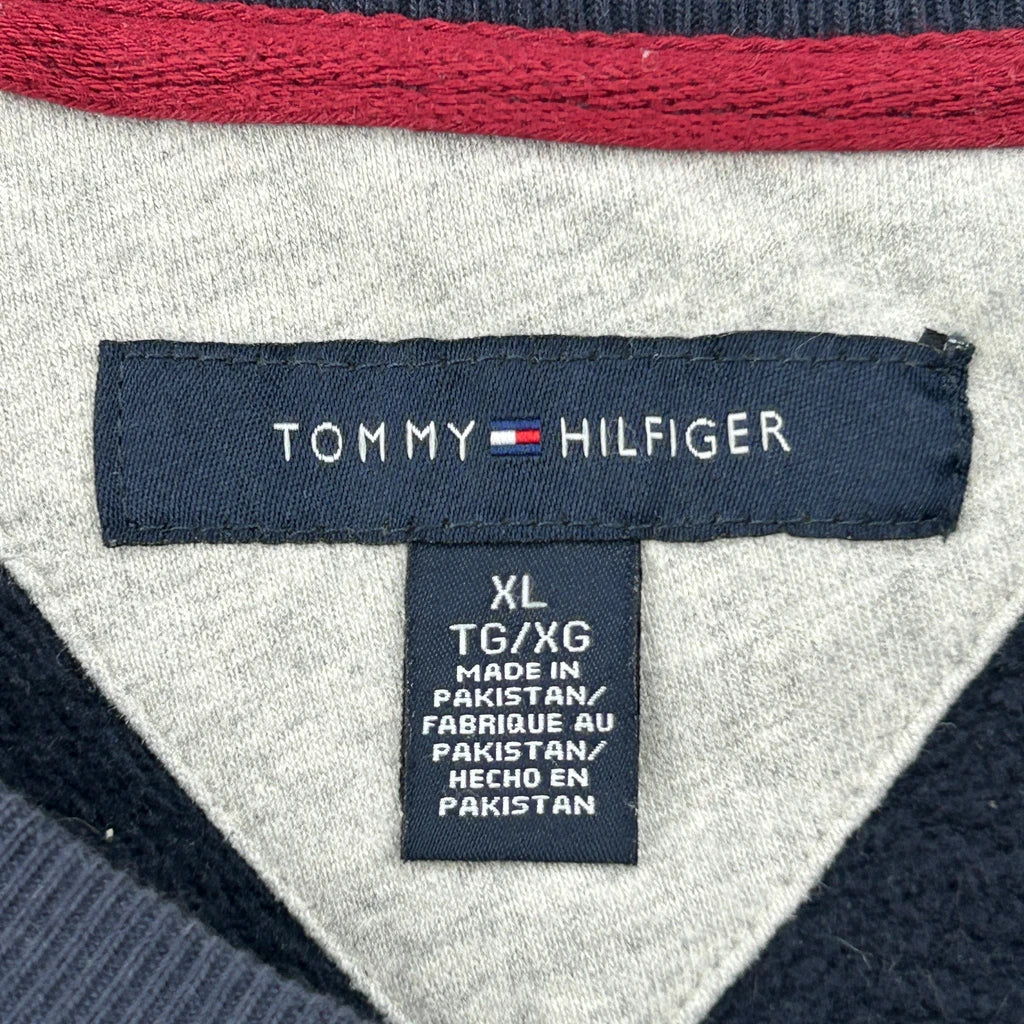 TOMMY HILFIGER
XL
TG/XG
MADE IN
PAKISTAN/
FABRIQUE AU
PAKISTAN/
HECHO EN
PAKISTAN